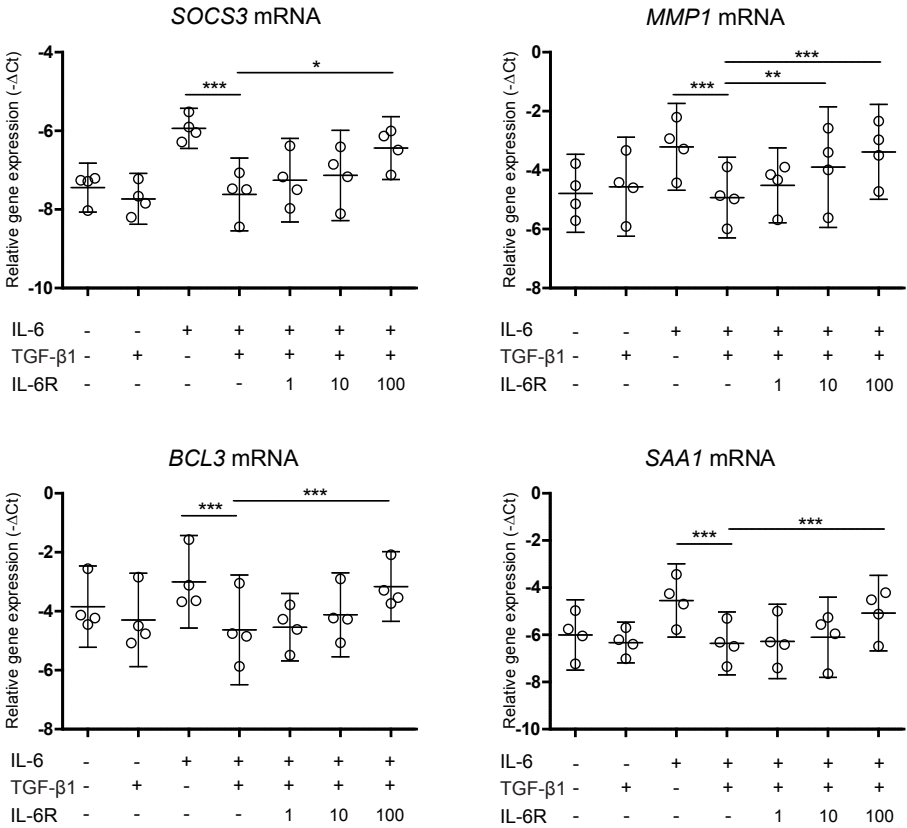 SOCS3 mRNA
Relative gene expression (-ΔCt)
-4
-6
-8
-10
***
*
IL-6 - - + + + + +
TGF-β1 - + - + + + +
IL-6R - - - - 1 10 100
MMP1 mRNA
Relative gene expression (-ΔCt)
0
-2
-4
-6
-8
***
**
***
IL-6 - - + + + + +
TGF-β1 - + - + + + +
IL-6R - - - - 1 10 100
BCL3 mRNA
Relative gene expression (-ΔCt)
0
-2
-4
-6
-8
***
***
IL-6 - - + + + + +
TGF-β1 - + - + + + +
IL-6R - - - - 1 10 100
SAA1 mRNA
Relative gene expression (-ΔCt)
0
-2
-4
-6
-8
-10
***
***
IL-6 - - + + + + +
TGF-β1 - + - + + + +
IL-6R - - - - 1 10 100